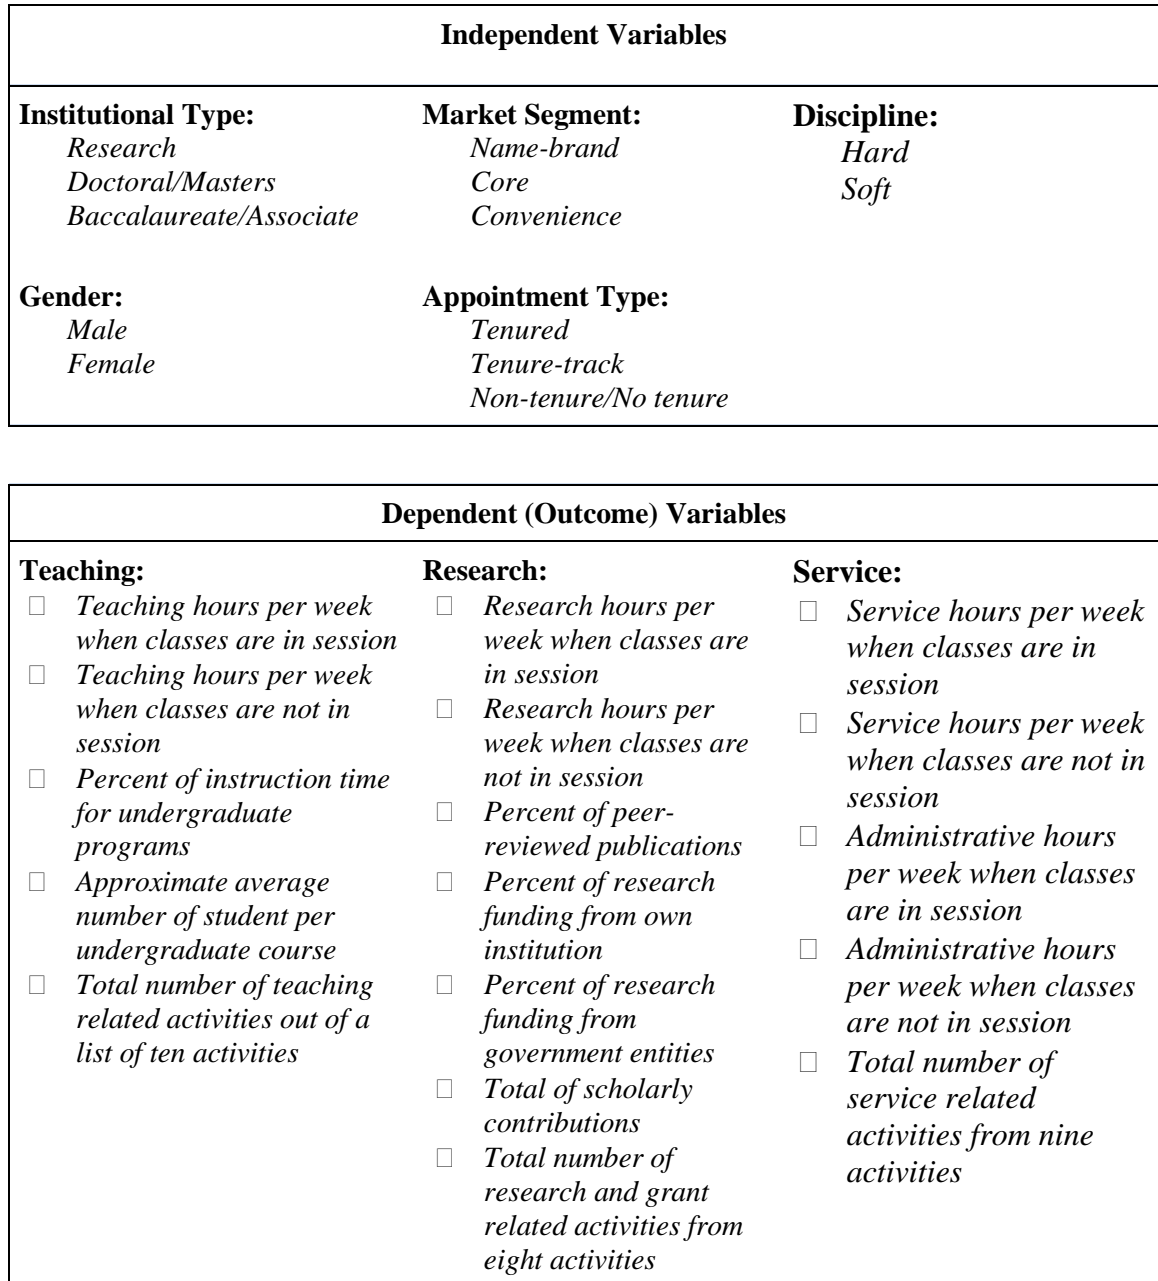 Independent Variables
Institutional Type:
Research
Doctoral/Masters
Baccalaureate/Associate
Market Segment:
Name-brand
Core
Convenience
Discipline:
Hard
Soft
Gender:
Male
Female
Appointment Type:
Tenured
Tenure-track
Non-tenure/No tenure
Dependent (Outcome) Variables
Teaching:
Teaching hours per week
when classes are in session
Teaching hours per week
when classes are not in
session
Percent of instruction time
for undergraduate
programs
Approximate average
number of student per
undergraduate course
Total number of teaching
related activities out of a
list of ten activities
Research:
Research hours per
week when classes are
in session
Research hours per
week when classes are
not in session
Percent of peer-
reviewed publications
Percent of research
funding from own
institution
Percent of research
funding from
government entities
Total of scholarly
contributions
Total number of
research and grant
related activities from
eight activities
Service:
Service hours per week
when classes are in
session
Service hours per week
when classes are not in
session
Administrative hours
per week when classes
are in session
Administrative hours
per week when classes
are not in session
Total number of
service related
activities from nine
activities